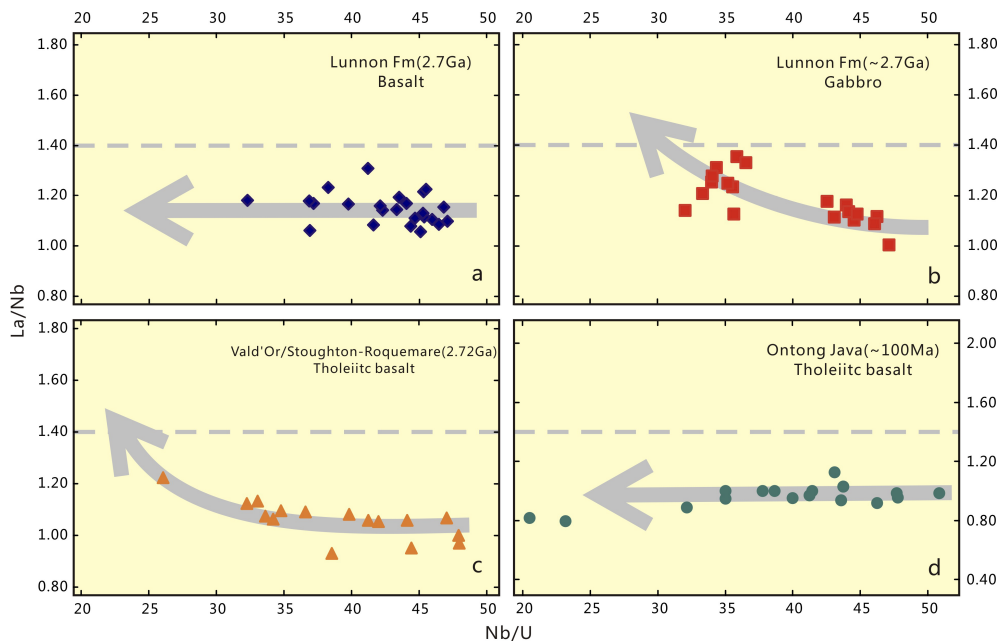 20 25 30 35 40 45 50 20 25 30 35 40 45 50
1.80 1.80
Lunnon Fm(2.7Ga)
Basalt
Lunnon Fm(~2.7Ga)
Gabbro
1.60 1.60
1.40 1.40
1.20 1.20
1.00 1.00
a
b
0.80 0.80
La/Nb
1.80
Vald'Or/Stoughton-Roquemare(2.72Ga)
Tholeiitc basalt
1.60
1.40
1.20
1.00
c
0.80
Ontong Java(~100Ma)
Tholeiitc basalt
2.00
1.60
1.20
0.80
d
0.40
20 25 30 35 40 45 50 20 25 30 35 40 45 50
Nb/U